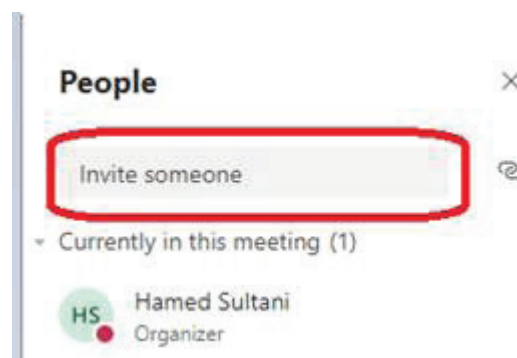 People
Invite someone
Currently in this meeting (1)
HS
Hamed Sultani
Organizer